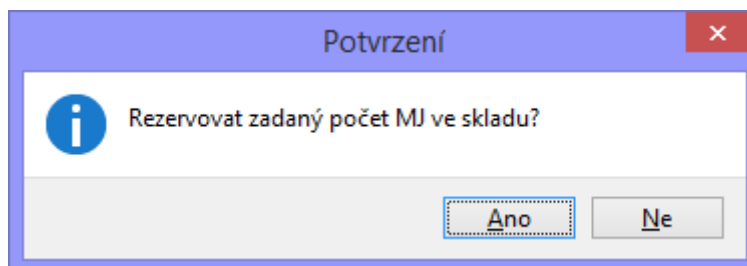 Potvrzení
Rezervovat zadaný počet MJ ve skladu?
Ano
Ne